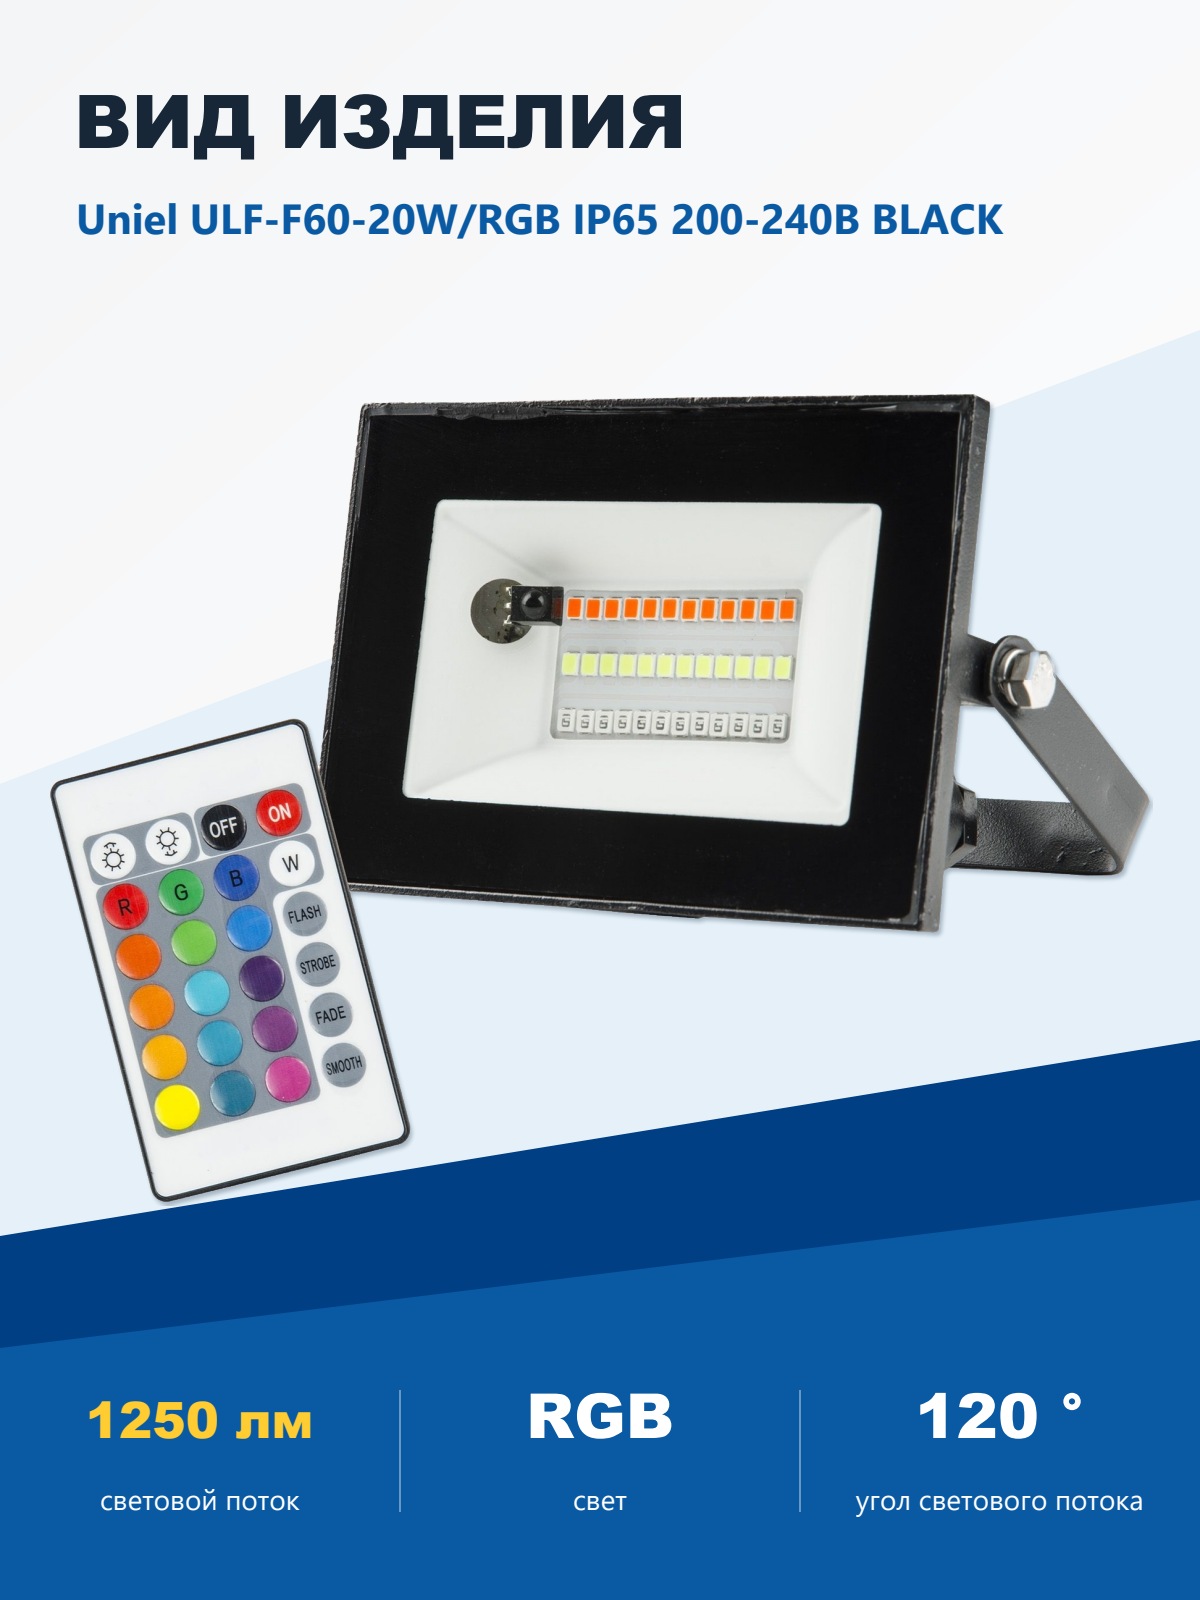 ВИД ИЗДЕЛИЯ
Uniel ULF-F60-20W/RGB IP65 200-240В BLACK
OFF ON
R G B W
FLASH
STROBE
FADE
SMOOTH
1250 лм
световой поток
RGB
свет
120 °
угол светового потока